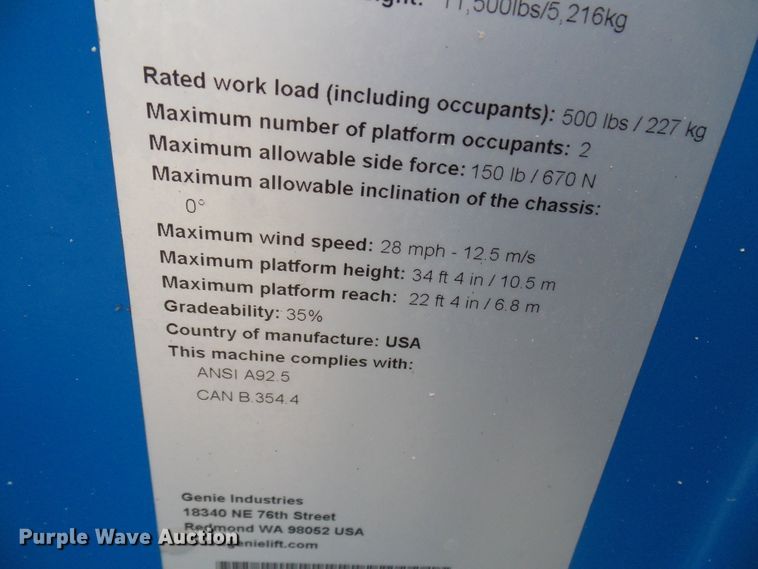 11,500lbs/5,216kg
Rated work load (including occupants): 500 lbs / 227 kg
Maximum number of platform occupants: 2
Maximum allowable side force: 150 lb / 670 N
Maximum allowable inclination of the chassis:
0°
Maximum wind speed: 28 mph - 12.5 m/s
Maximum platform height: 34 ft 4 in / 10.5 m
Maximum platform reach: 22 ft 4 in / 6.8 m
Gradeability: 35%
Country of manufacture: USA
This machine complies with:
ANSI A92.5
CAN B.354.4
Genie Industries
18340 NE 76th Street
Redmond WA 98052 USA
genielift.com
Purple Wave Auction